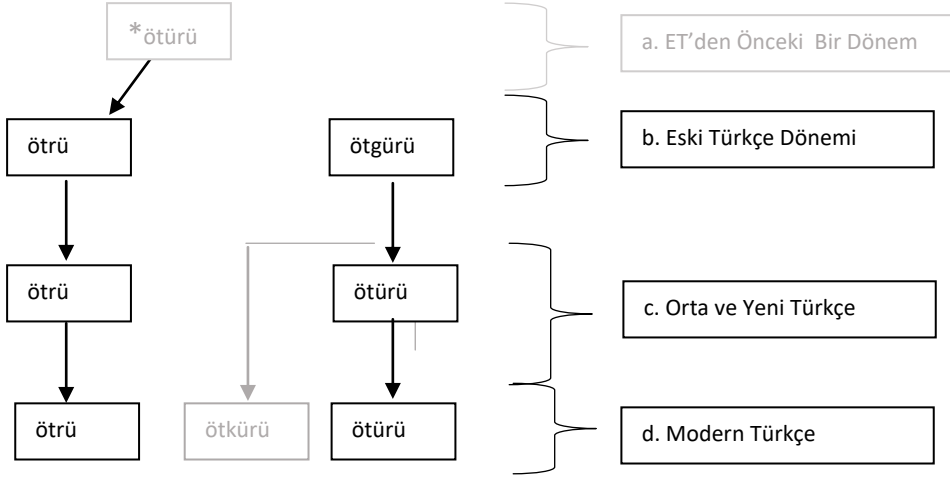 *ötürü
a. ET’den Önceki Bir Dönem
ötrü
ötgürü
b. Eski Türkçe Dönemi
ötrü
ötürü
c. Orta ve Yeni Türkçe
ötrü
ötkürü
ötürü
d. Modern Türkçe